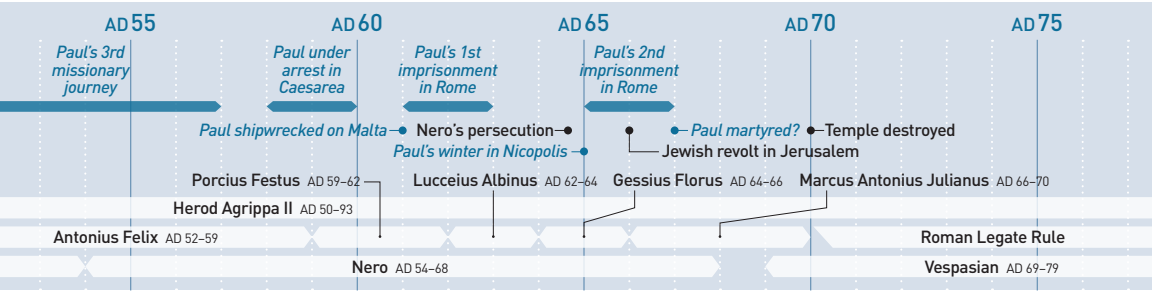 AD 55 AD 60 AD 65 AD 70 AD 75
Paul's 3rd
missionary
journey
Paul under
arrest in
Caesarea
Paul's 1st
imprisonment
in Rome
Paul's 2nd
imprisonment
in Rome
Paul shipwrecked on Malta
Nero's persecution
Paul martyred?
Temple destroyed
Paul's winter in Nicopolis
Jewish revolt in Jerusalem
Porcius Festus AD 59–62
Lucceius Albinus AD 62–64
Gessius Florus AD 64–66
Marcus Antonius Julianus AD 66–70
Herod Agrippa II AD 50–93
Antonius Felix AD 52–59
Roman Legate Rule
Nero AD 54–68
Vespasian AD 69–79